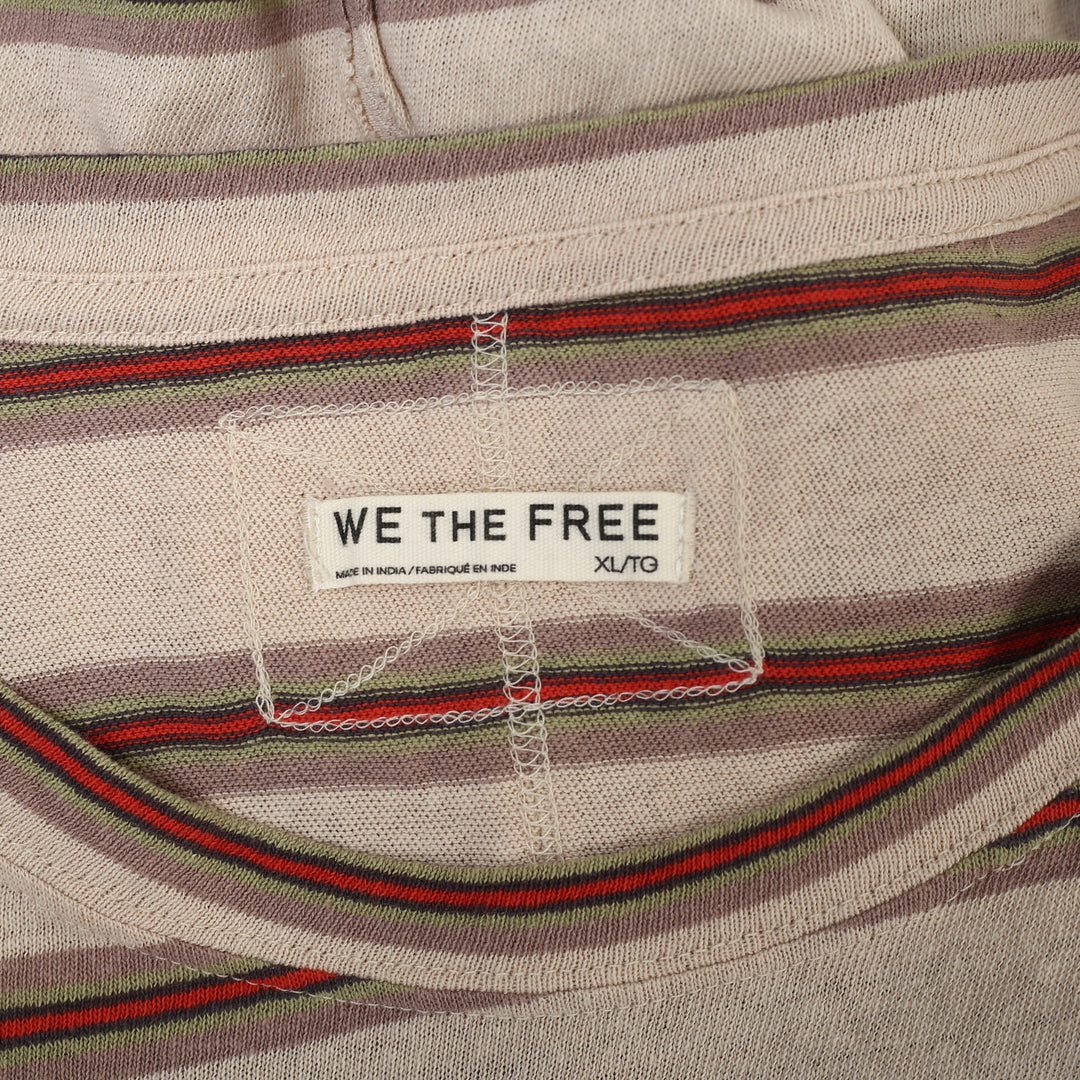 WE THE FREE
MADE IN INDIA / FABRIQUÉ EN INDE XL/TG